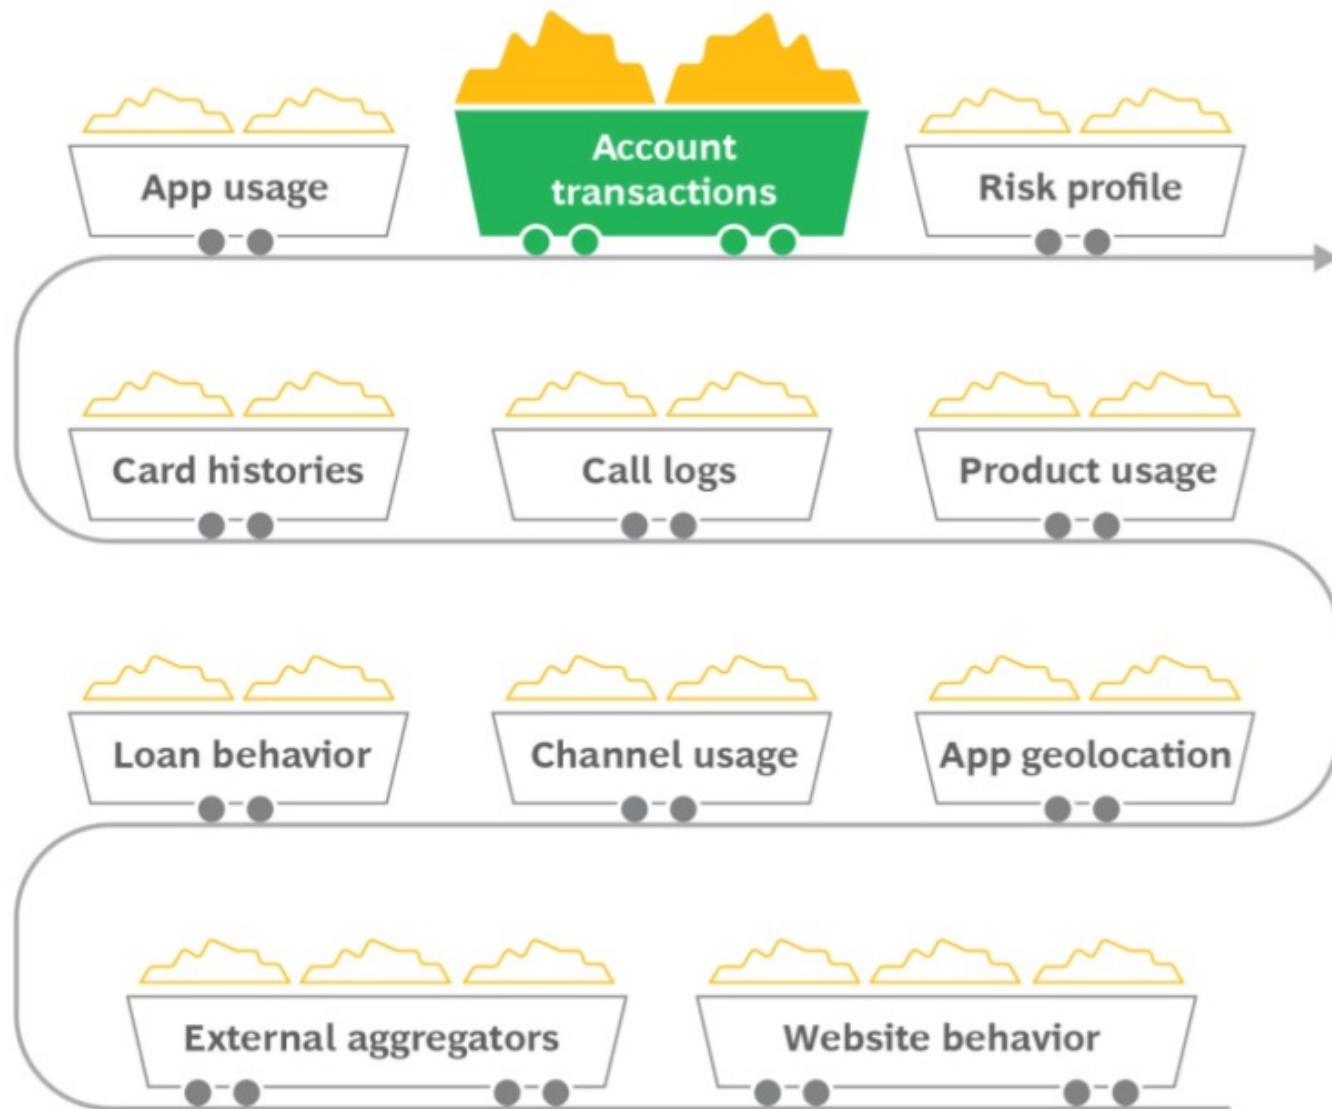 App usage
Account
transactions
Risk profile
Card histories
Call logs
Product usage
Loan behavior
Channel usage
App geolocation
External aggregators
Website behavior